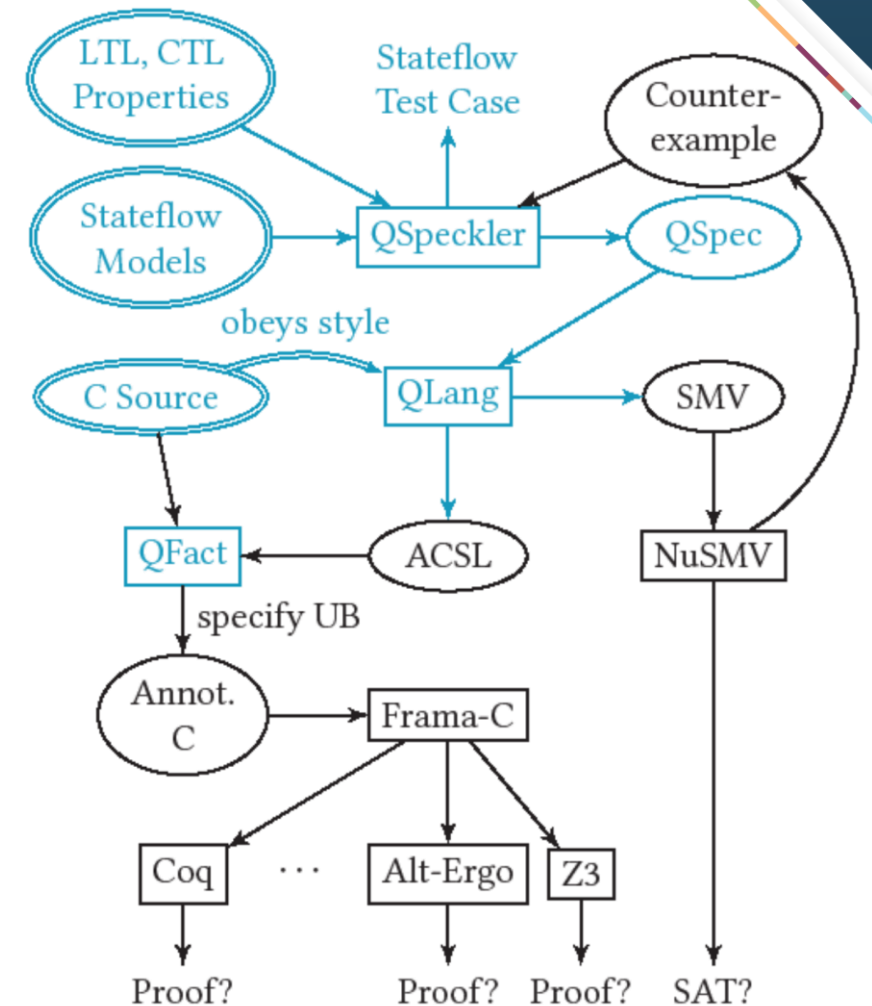 LTL, CTL
Properties
Stateflow
Test Case
Counter-
example
Stateflow
Models
QSpeckler
QSpec
obeys style
C Source
QLang
SMV
QFact
ACSL
NuSMV
specify UB
Annot.
C
Frama-C
Coq
···
Alt-Ergo
Z3
Proof?
Proof?
Proof?
SAT?